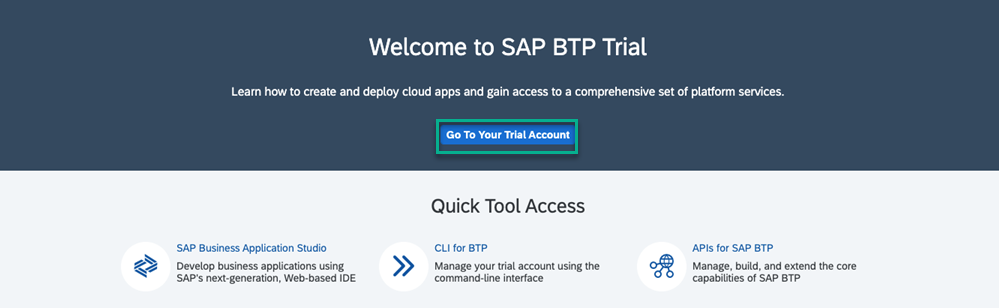 Welcome to SAP BTP Trial
Learn how to create and deploy cloud apps and gain access to a comprehensive set of platform services.
Go To Your Trial Account
Quick Tool Access
SAP Business Application Studio
Develop business applications using
SAP's next-generation, Web-based IDE
CLI for BTP
Manage your trial account using the
command-line interface
APIs for SAP BTP
Manage, build, and extend the core
capabilities of SAP BTP